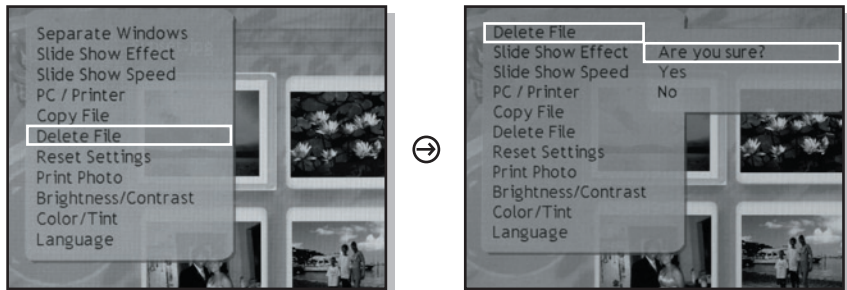 Separate Windows
Slide Show Effect
Slide Show Speed
PC / Printer
Copy File
Delete File
Reset Settings
Print Photo
Brightness/Contrast
Color/Tint
Language
Delete File
Slide Show Effect
Are you sure?
Slide Show Speed
Yes
PC / Printer
No
Copy File
Delete File
Reset Settings
Print Photo
Brightness/Contrast
Color/Tint
Language